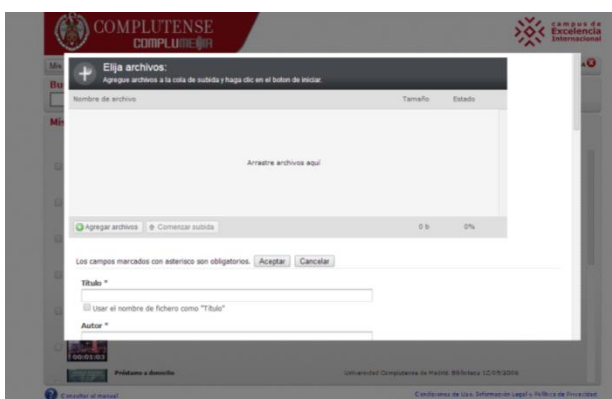 COMPLUTENSE
COMPLUMEDIA
campus de
Excelencia
Internacional
Mis
Elija archivos:
Agregue archivos a la cola de subida y haga clic en el boton de iniciar.
Bu
Nombre de archivo Tamaño Estado
Mis
Arrastre archivos aquí
Agregar archivos Comenzar subida 0 b 0%
Los campos marcados con asterisco son obligatorios. Aceptar Cancelar
Título *
Usar el nombre de fichero como "Título"
Autor *
00:01:03
Préstamo a domicilio Universidad Complutense de Madrid. Biblioteca 12/09/2008
Consultar el manual Condiciones de Uso. Información Legal y Política de Privacidad